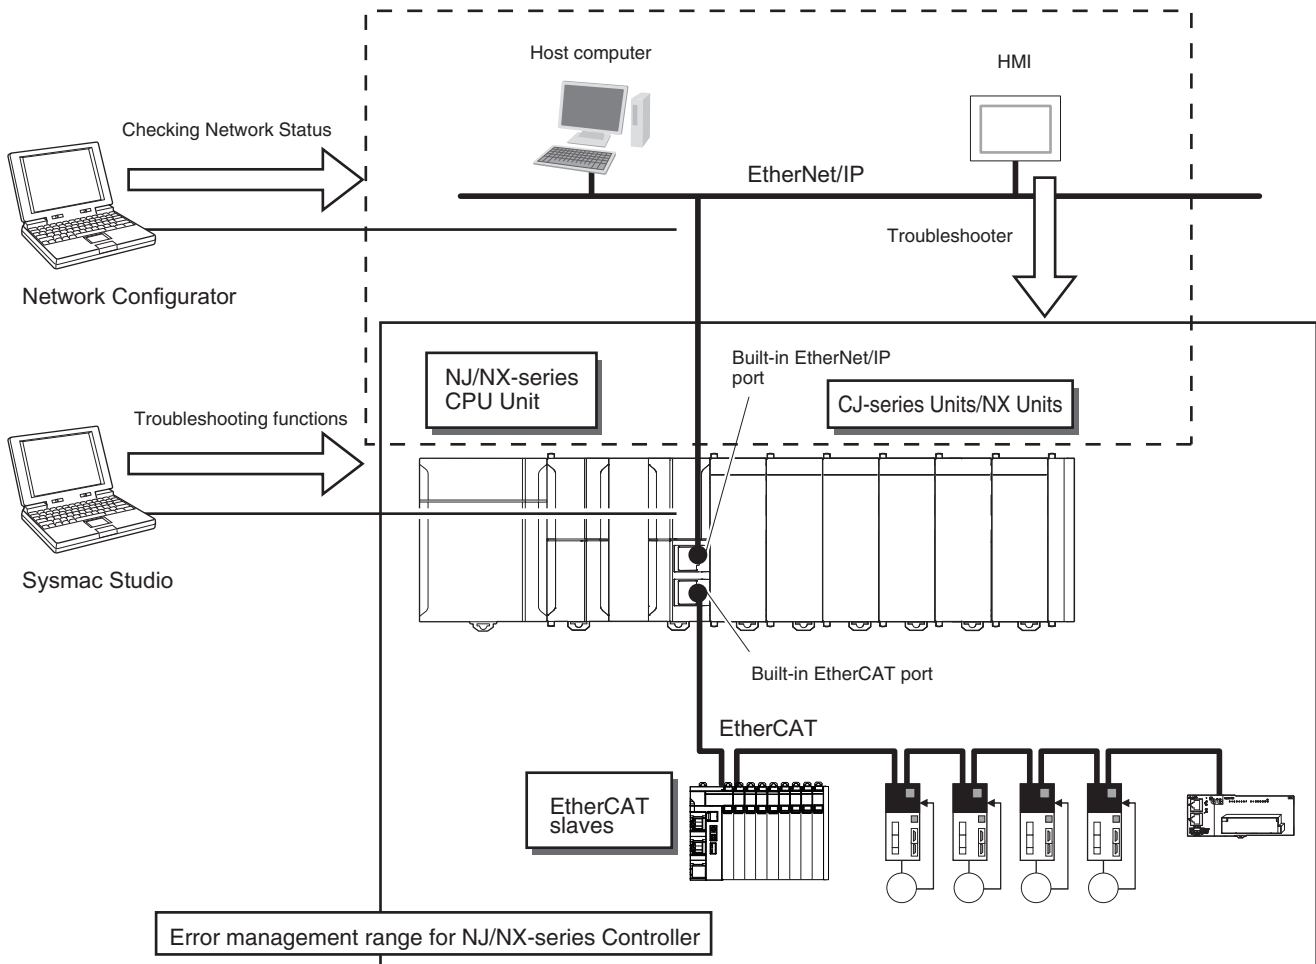 Host computer
HMI
Checking Network Status
EtherNet/IP
Troubleshooter
Network Configurator
Built-in EtherNet/IP
port
NJ/NX-series
CPU Unit
CJ-series Units/NX Units
Troubleshooting functions
Sysmac Studio
Built-in EtherCAT port
EtherCAT
EtherCAT
slaves
Error management range for NJ/NX-series Controller